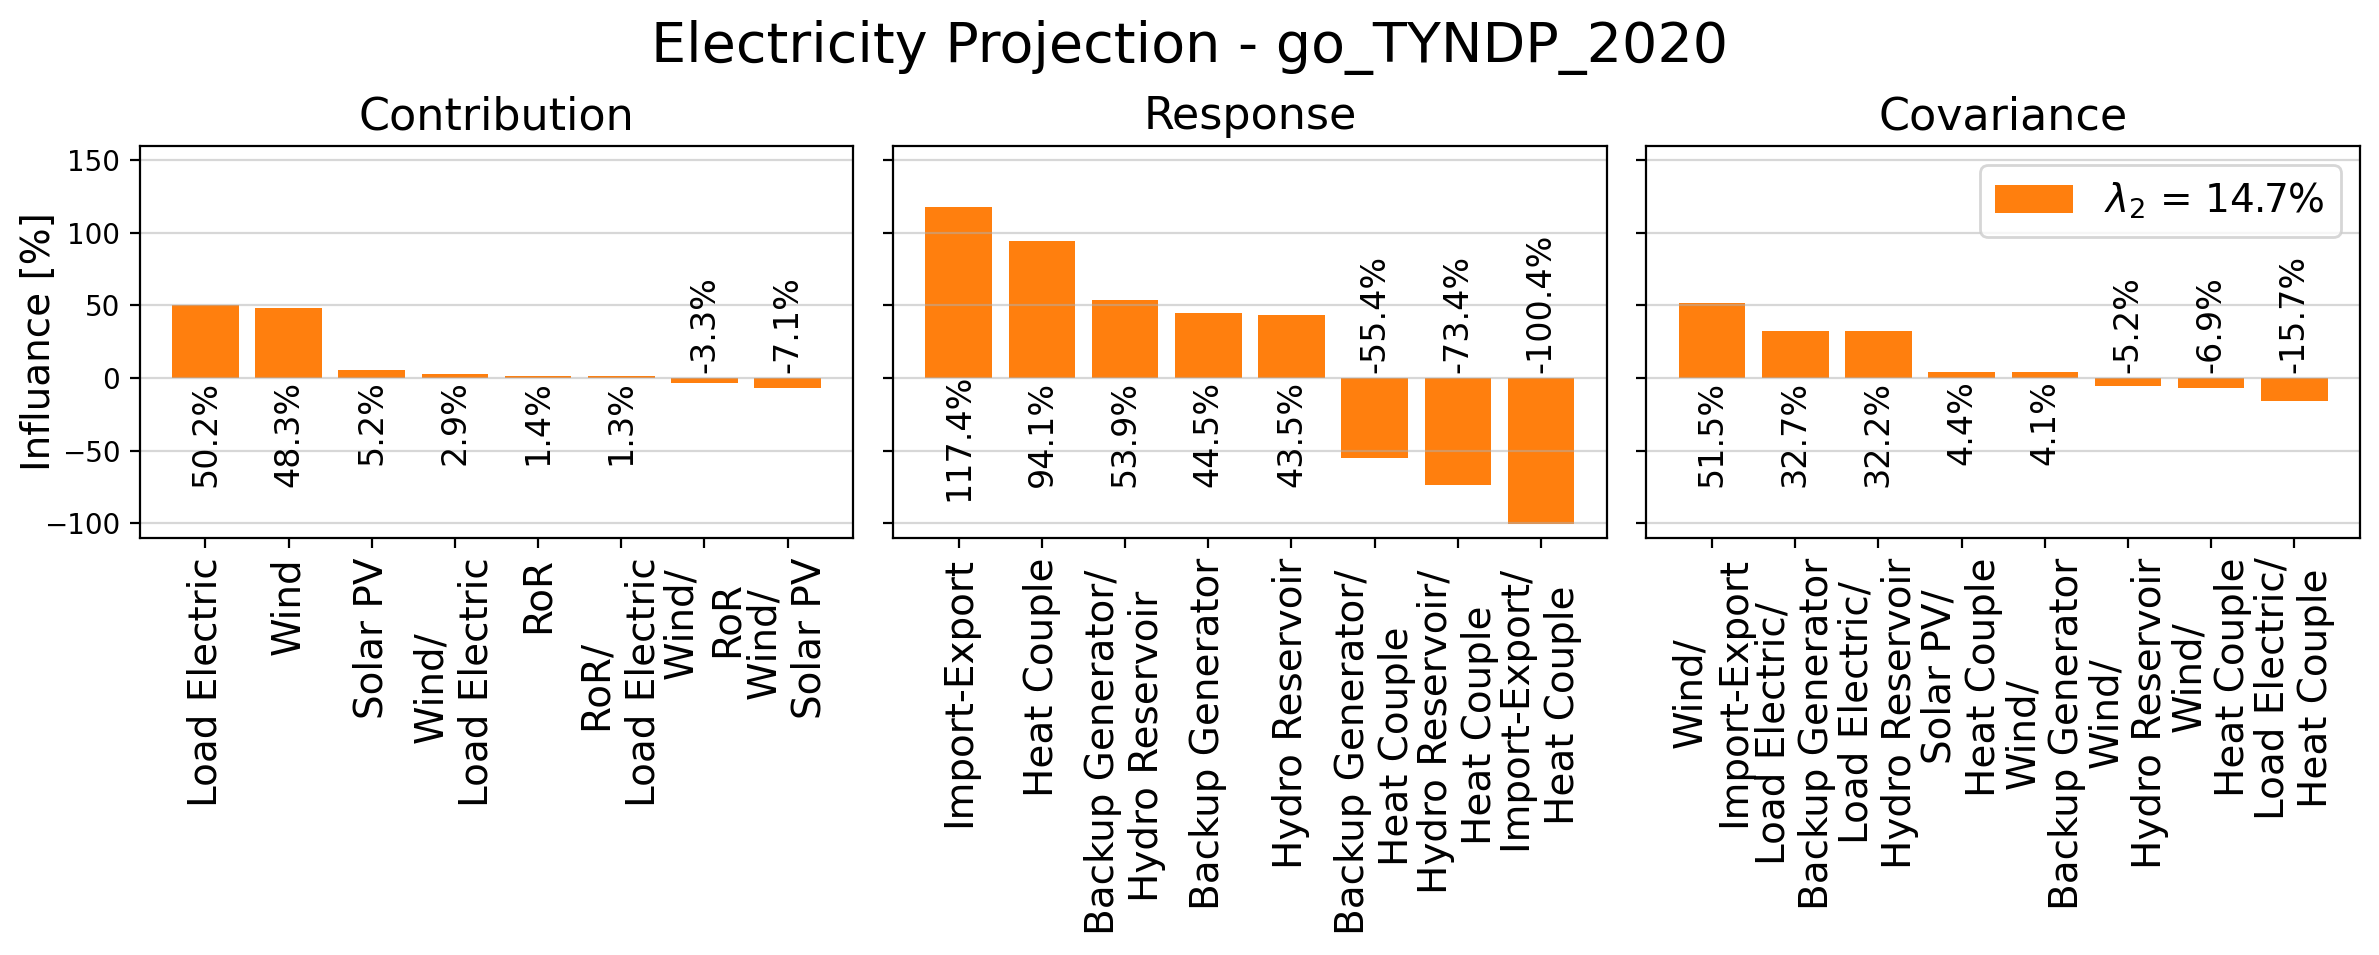 Electricity Projection - go_TYNDP_2020
Contribution
Response
Covariance
Influance [%]
150
100
50
0
−50
−100
50.2%
48.3%
5.2%
2.9%
1.4%
1.3%
-3.3%
-7.1%
Load Electric
Wind
Solar PV
Wind/
Load Electric
RoR
RoR/
Load Electric
Wind/
RoR
Wind/
Solar PV
117.4%
94.1%
53.9%
44.5%
43.5%
-55.4%
-73.4%
-100.4%
Import-Export
Heat Couple
Backup Generator/
Hydro Reservoir
Backup Generator
Hydro Reservoir
Backup Generator/
Heat Couple
Hydro Reservoir/
Heat Couple
Import-Export/
Heat Couple
λ₂ = 14.7%
51.5%
32.7%
32.2%
4.4%
4.1%
-5.2%
-6.9%
-15.7%
Wind/
Import-Export
Load Electric/
Backup Generator
Load Electric/
Hydro Reservoir
Solar PV/
Heat Couple
Wind/
Backup Generator
Wind/
Hydro Reservoir
Wind/
Heat Couple
Load Electric/
Heat Couple